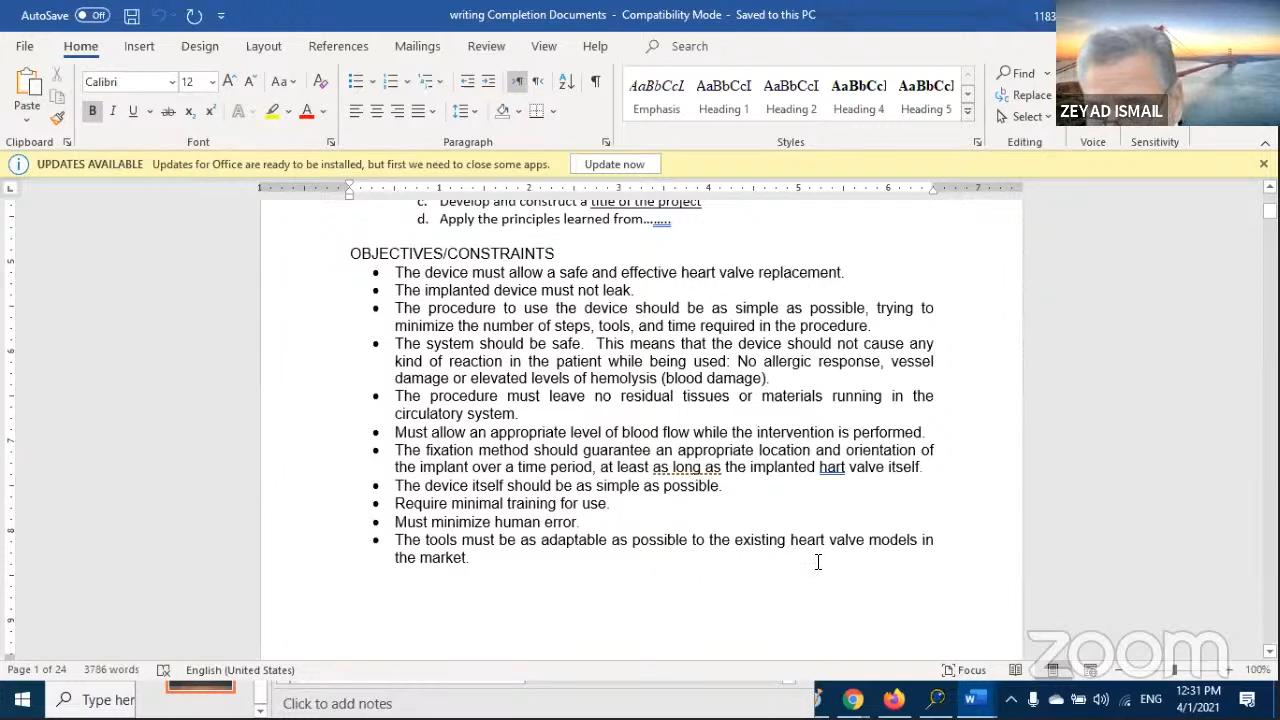 AutoSave Off writing Completion Documents - Compatibility Mode - Saved to this PC 1183
File Home Insert Design Layout References Mailings Review View Help Search
Paste
Calibri 12 Aa
B I U ab x
AaBbCcL AaBbCcI AaBbCcI AaBbCcI AaBbCcI
Emphasis Heading 1 Heading 2 Heading 4 Heading 5
Find
Replace
Select
ZEYAD ISMAIL
Clipboard Font Paragraph Styles Editing Voice Sensitivity
UPDATES AVAILABLE Updates for Office are ready to be installed, but first we need to close some apps. Update now
1 1 2 3 4 5 6 7
c. Develop and construct a title of the project
d. Apply the principles learned from........
OBJECTIVES/CONSTRAINTS
• The device must allow a safe and effective heart valve replacement.
• The implanted device must not leak.
• The procedure to use the device should be as simple as possible, trying to
minimize the number of steps, tools, and time required in the procedure.
• The system should be safe. This means that the device should not cause any
kind of reaction in the patient while being used: No allergic response, vessel
damage or elevated levels of hemolysis (blood damage).
• The procedure must leave no residual tissues or materials running in the
circulatory system.
• Must allow an appropriate level of blood flow while the intervention is performed.
• The fixation method should guarantee an appropriate location and orientation of
the implant over a time period, at least as long as the implanted hart valve itself.
• The device itself should be as simple as possible.
• Require minimal training for use.
• Must minimize human error.
• The tools must be as adaptable as possible to the existing heart valve models in
the market.
zoom
Page 1 of 24 3786 words English (United States) Focus 100%
Type her Click to add notes ENG 12:31 PM
4/1/2021